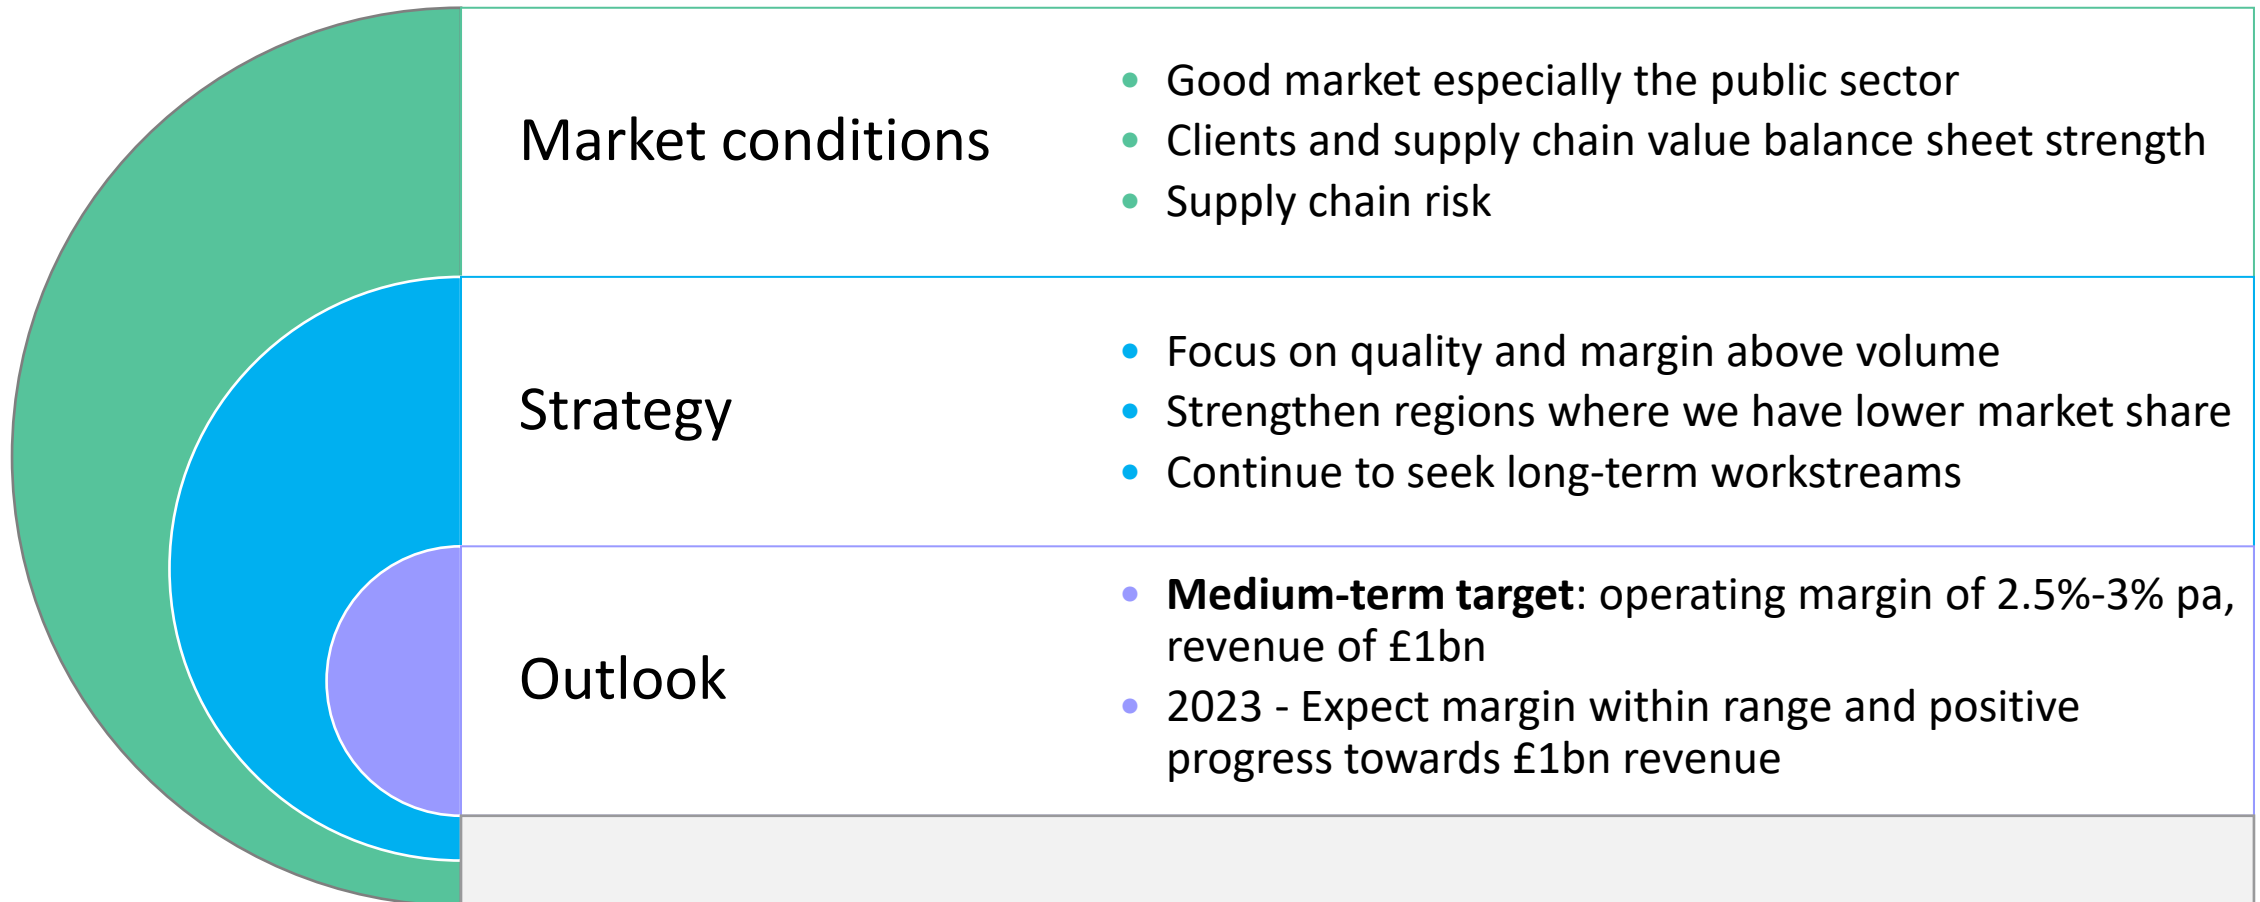 Market conditions
• Good market especially the public sector
• Clients and supply chain value balance sheet strength
• Supply chain risk
Strategy
• Focus on quality and margin above volume
• Strengthen regions where we have lower market share
• Continue to seek long-term workstreams
Outlook
• Medium-term target: operating margin of 2.5%-3% pa,
revenue of £1bn
• 2023 - Expect margin within range and positive
progress towards £1bn revenue